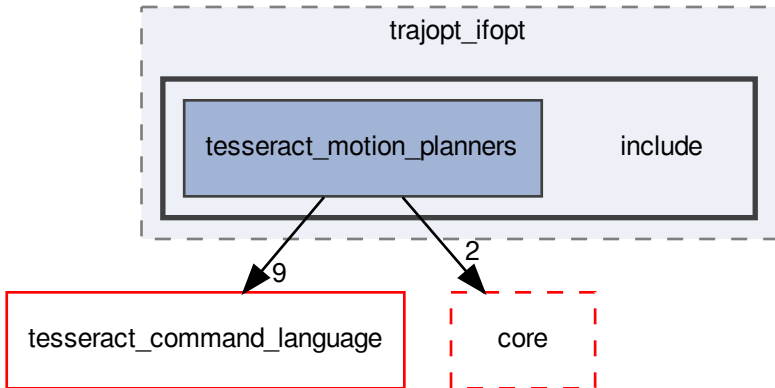 trajopt_ifopt
tesseract_motion_planners
include
9
2
tesseract_command_language
core